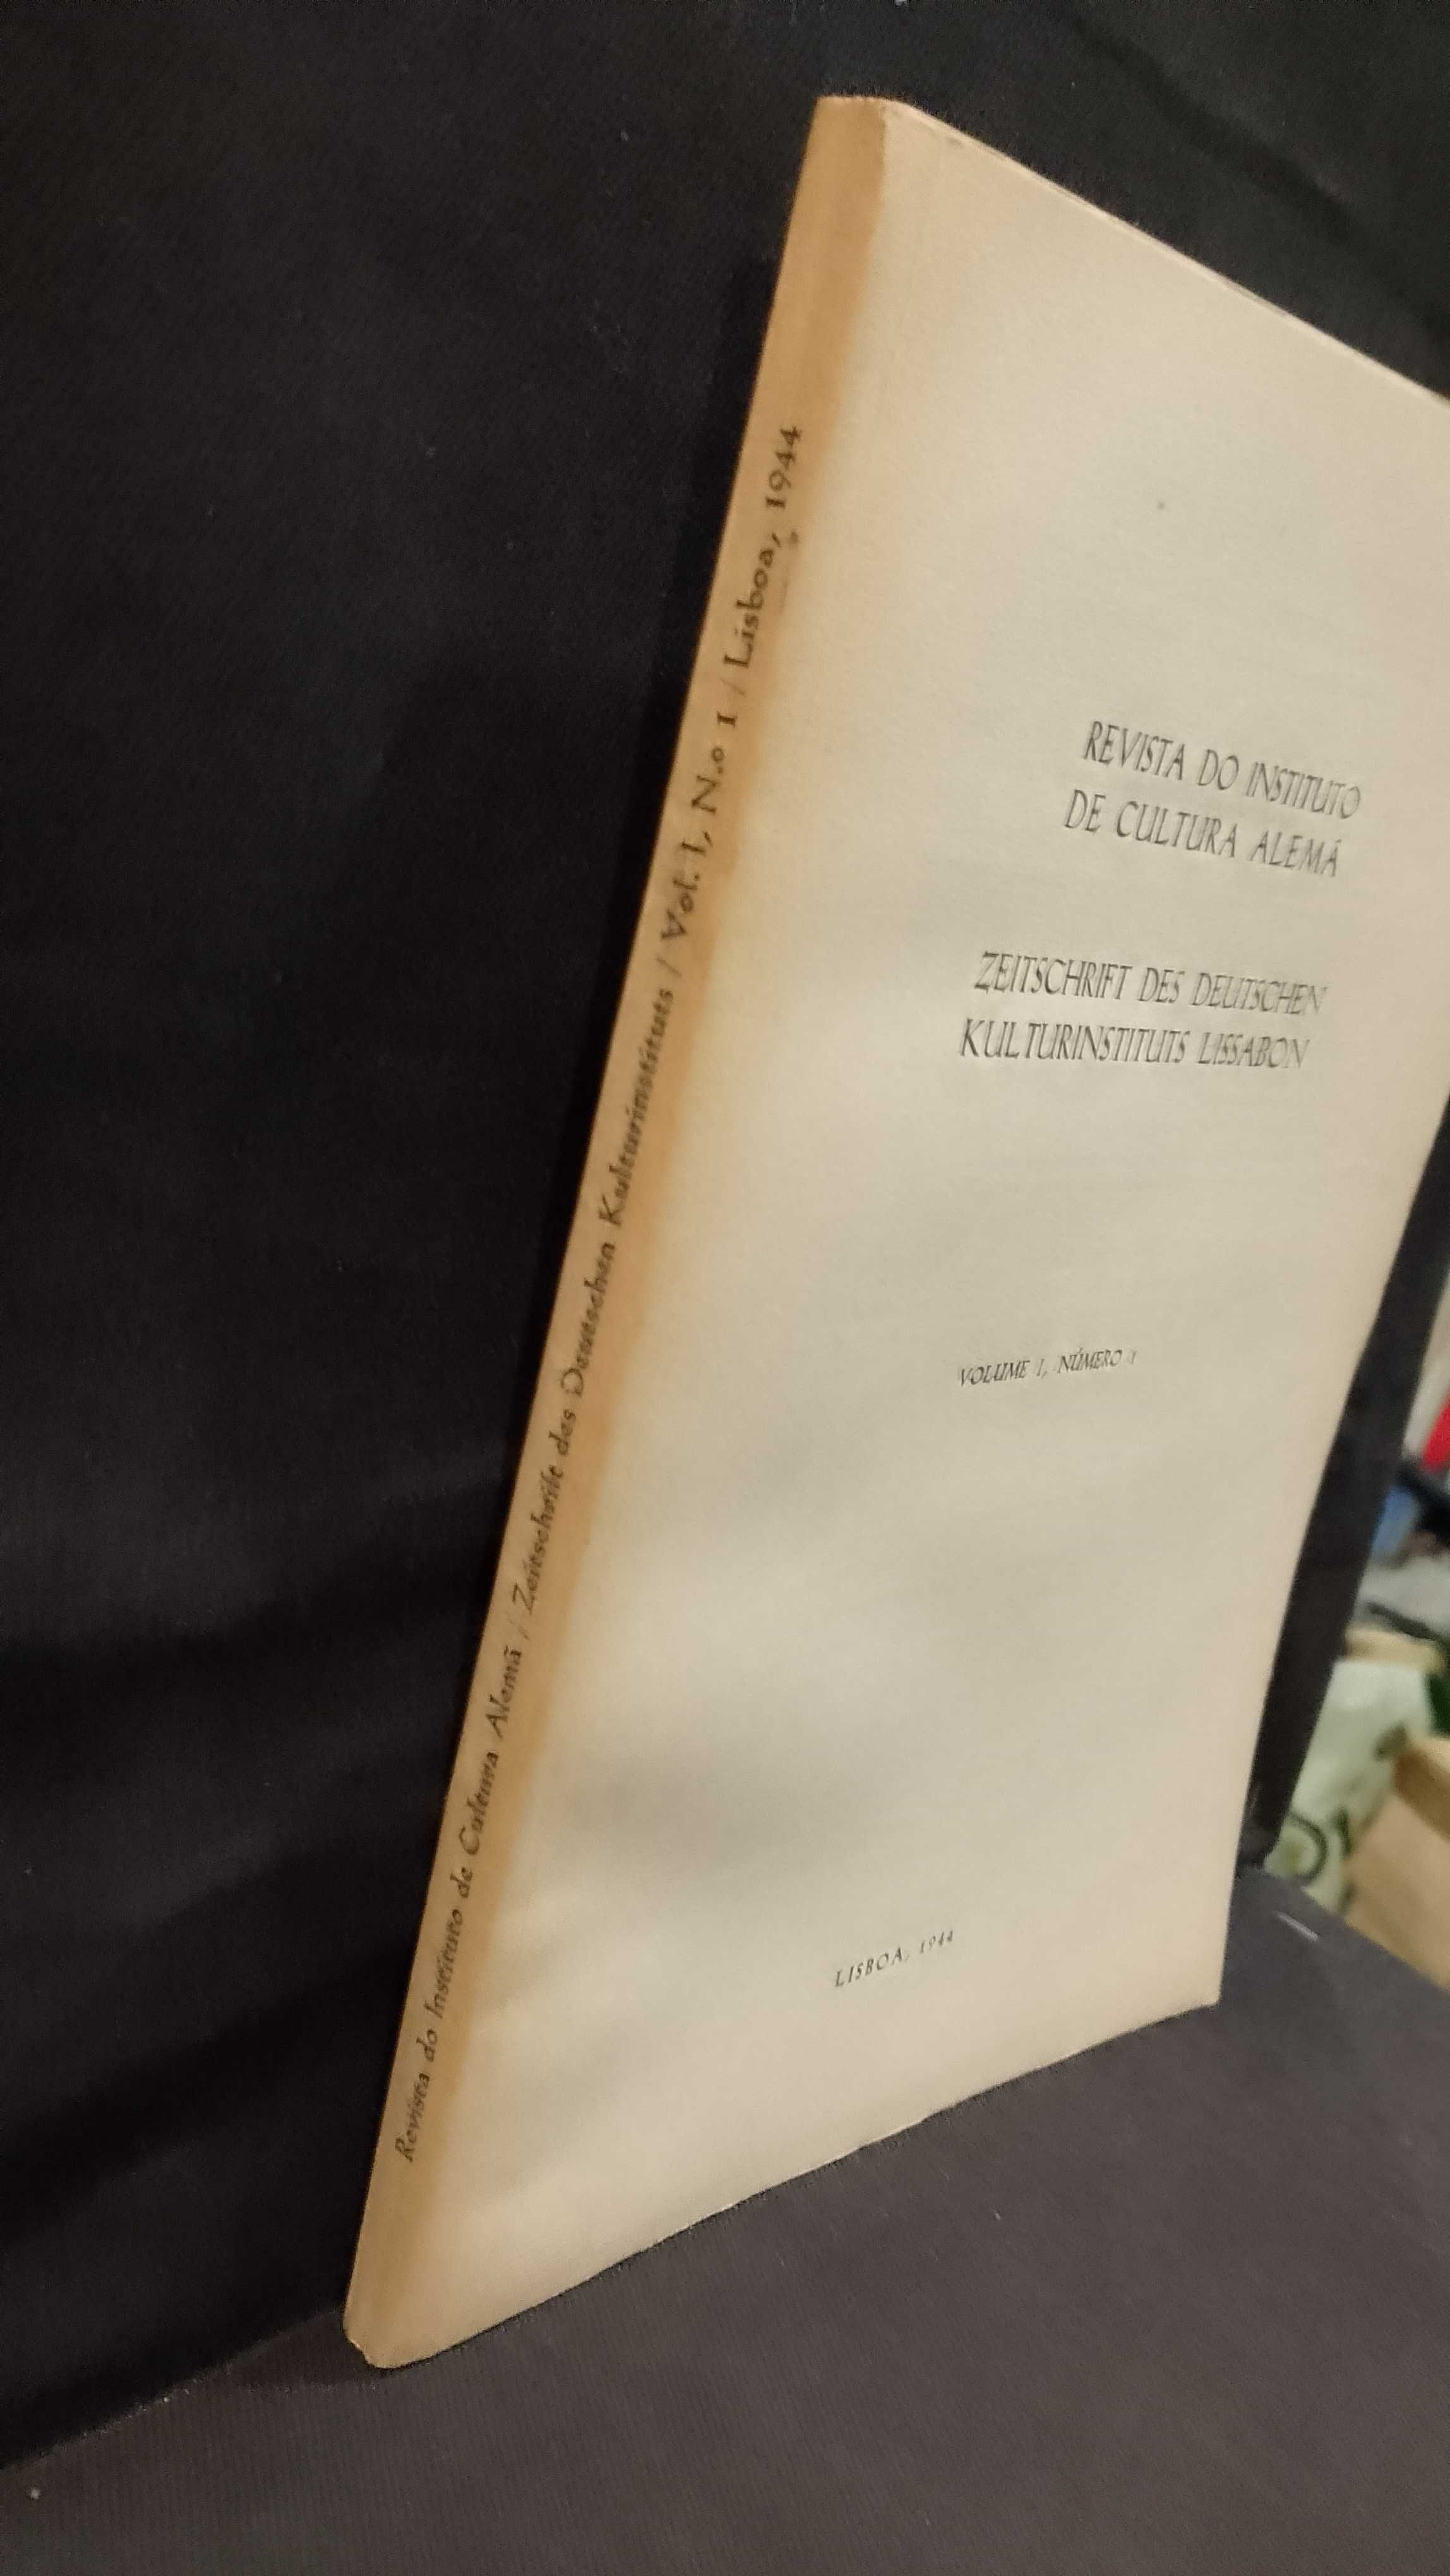 Revista do Instituto de Cultura Alemã / Zeitschrift des Deutschen Kulturinstituts / Vol. I, N.º 1 / Lisboa, 1944
REVISTA DO INSTITUTO
DE CULTURA ALEMÃ
ZEITSCHRIFT DES DEUTSCHEN
KULTURINSTITUTS LISSABON
VOLUME I, NÚMERO 1
LISBOA, 1944